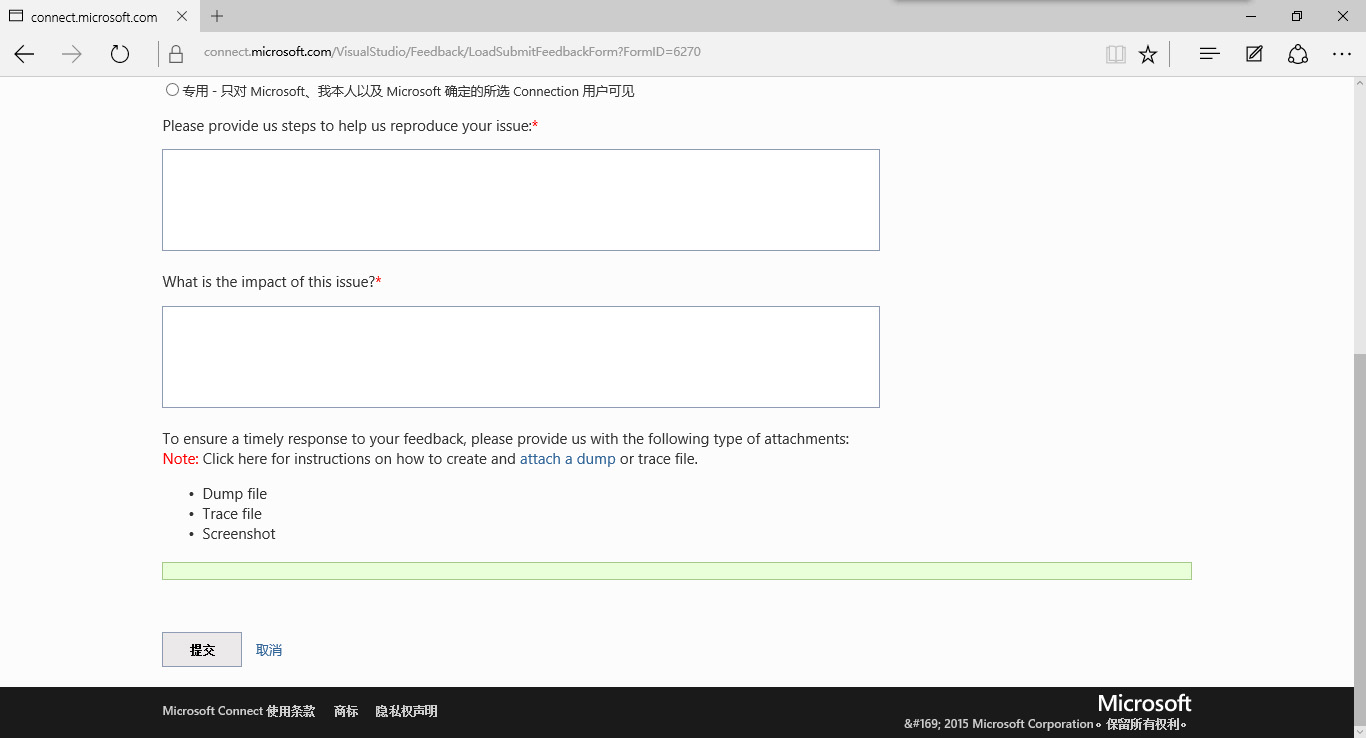 connect.microsoft.com
connect.microsoft.com/VisualStudio/Feedback/LoadSubmitFeedbackForm?FormID=6270
专用 - 只对 Microsoft、我本人以及 Microsoft 确定的所选 Connection 用户可见
Please provide us steps to help us reproduce your issue:*
What is the impact of this issue?*
To ensure a timely response to your feedback, please provide us with the following type of attachments:
Note: Click here for instructions on how to create and attach a dump or trace file.
• Dump file
• Trace file
• Screenshot
提交 取消
Microsoft Connect 使用条款 商标 隐私权声明
Microsoft
&#169; 2015 Microsoft Corporation。保留所有权利。